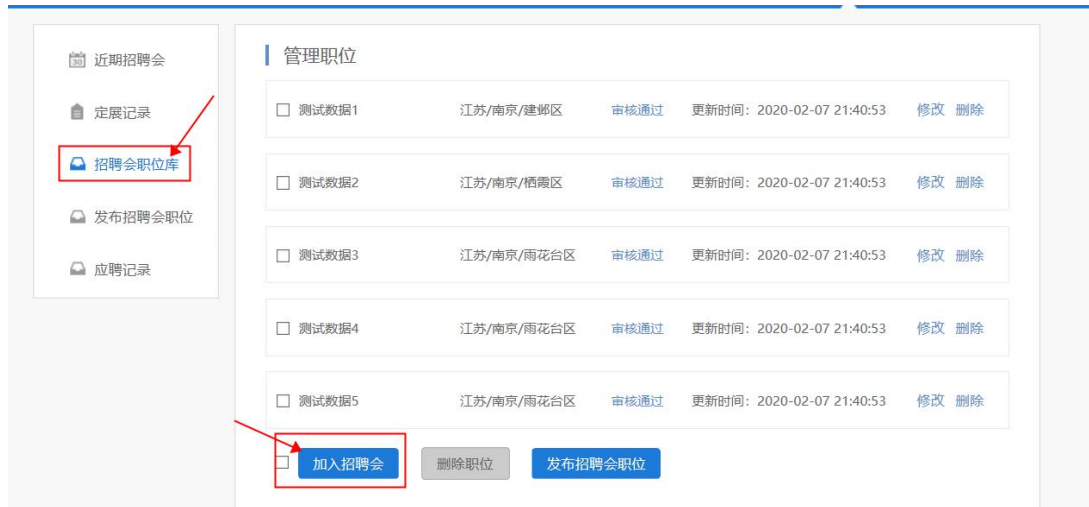 近期招聘会
定展记录
招聘会职位库
发布招聘会职位
应聘记录
管理职位
测试数据1 江苏/南京/建邺区 审核通过 更新时间：2020-02-07 21:40:53 修改 删除
测试数据2 江苏/南京/栖霞区 审核通过 更新时间：2020-02-07 21:40:53 修改 删除
测试数据3 江苏/南京/雨花台区 审核通过 更新时间：2020-02-07 21:40:53 修改 删除
测试数据4 江苏/南京/雨花台区 审核通过 更新时间：2020-02-07 21:40:53 修改 删除
测试数据5 江苏/南京/雨花台区 审核通过 更新时间：2020-02-07 21:40:53 修改 删除
加入招聘会 删除职位 发布招聘会职位